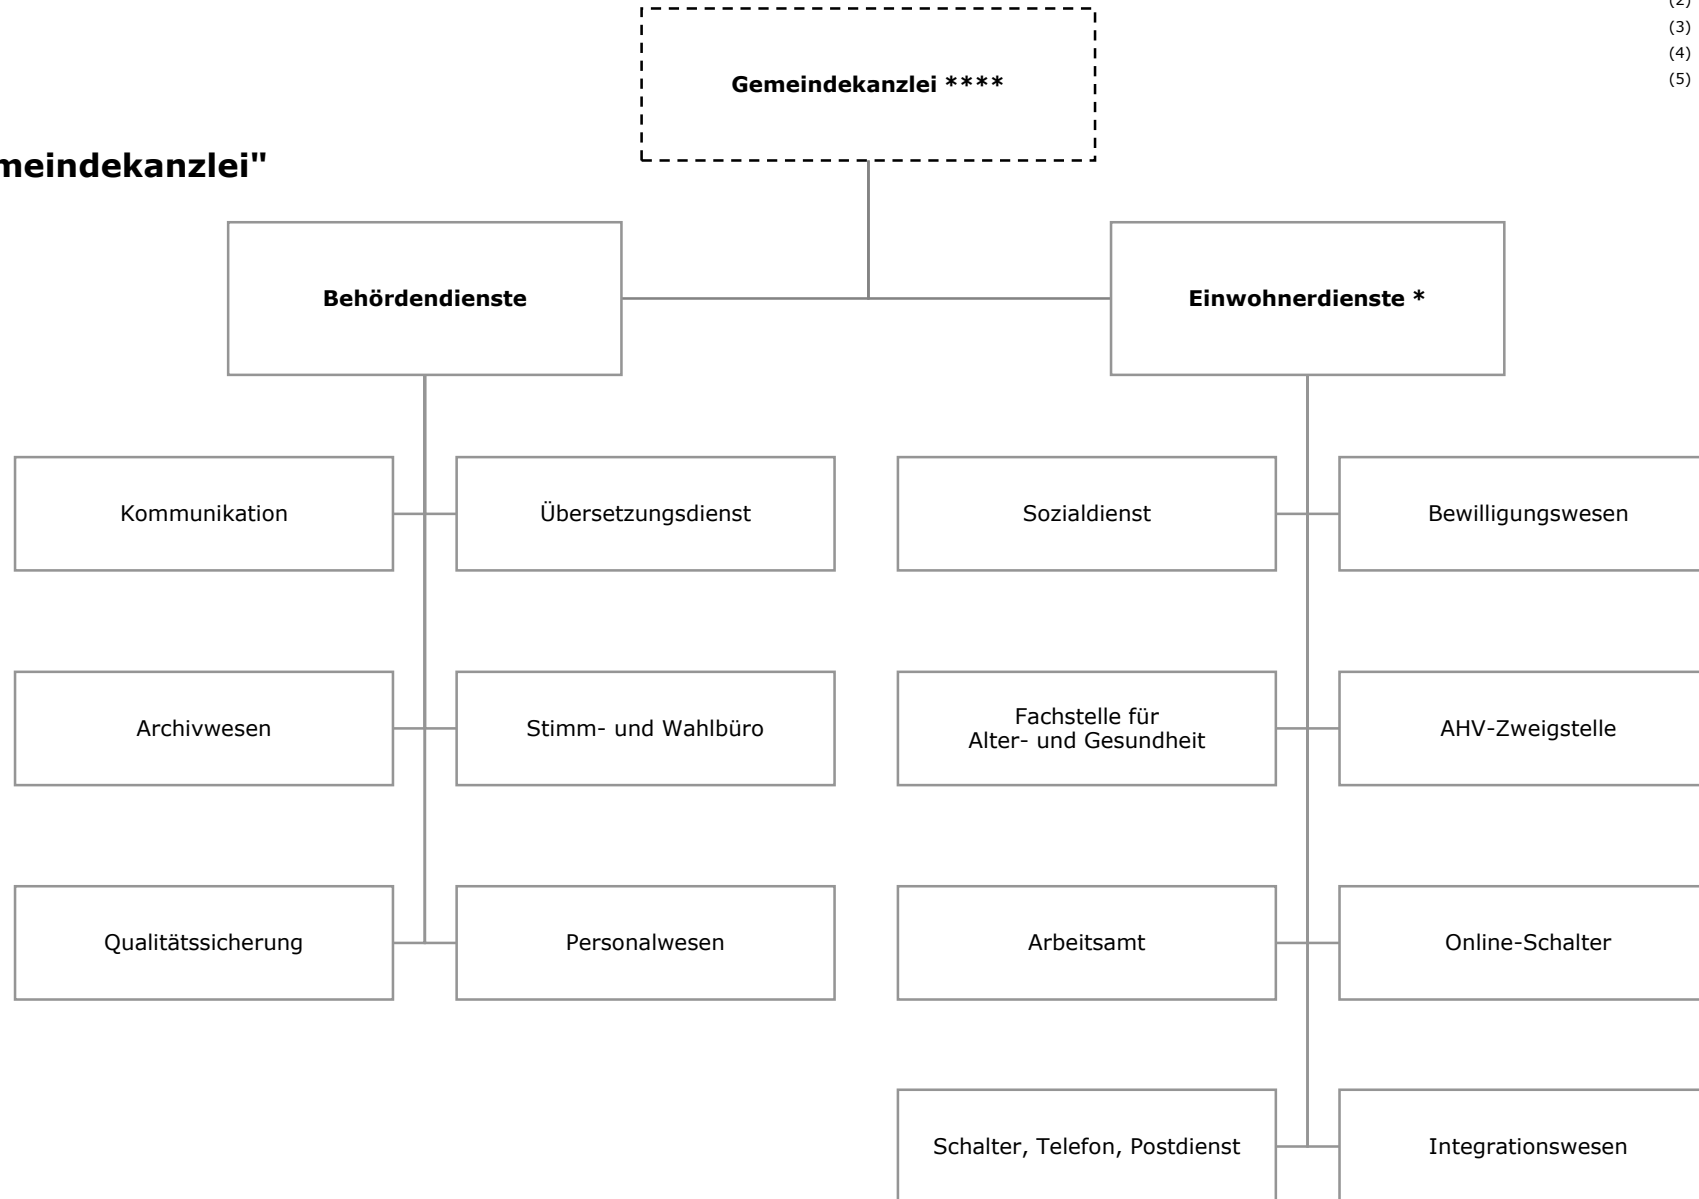 (3)
(4)
(5)
Gemeindekanzlei ****
meindekanzlei"
Behördendienste
Einwohnerdienste *
Kommunikation
Übersetzungsdienst
Sozialdienst
Bewilligungswesen
Archivwesen
Stimm- und Wahlbüro
Fachstelle für
Alter- und Gesundheit
AHV-Zweigstelle
Qualitätssicherung
Personalwesen
Arbeitsamt
Online-Schalter
Schalter, Telefon, Postdienst
Integrationswesen